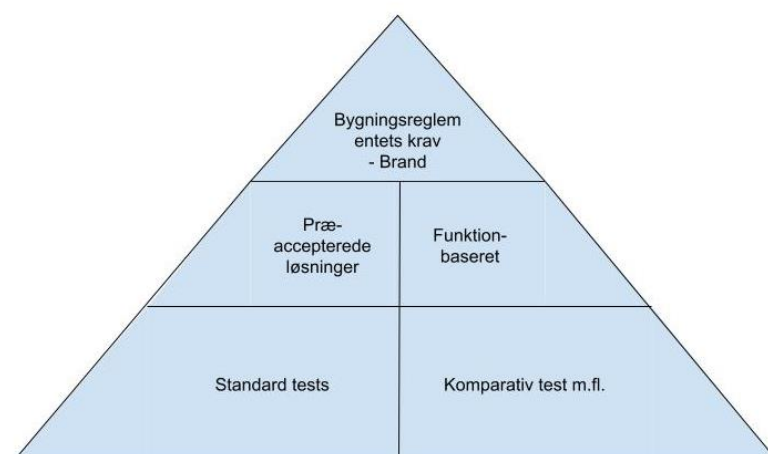 Bygningsreglem
entets krav
- Brand
Præ-
accepterede
løsninger
Funktion-
baseret
Standard tests
Komparativ test m.fl.